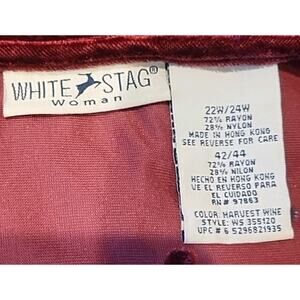 WHITE STAG®
Woman
22W/24W
72% RAYON
28% NYLON
MADE IN HONG KONG
SEE REVERSE FOR CARE
42/44
72% RAYON
28% NILON
HECHO EN HONG KONG
VE EL REVERSO PARA
EL CUIDADO
RN# 97863
COLOR: HARVEST WINE
STYLE: WS 355120
UPC # 6 5296821935